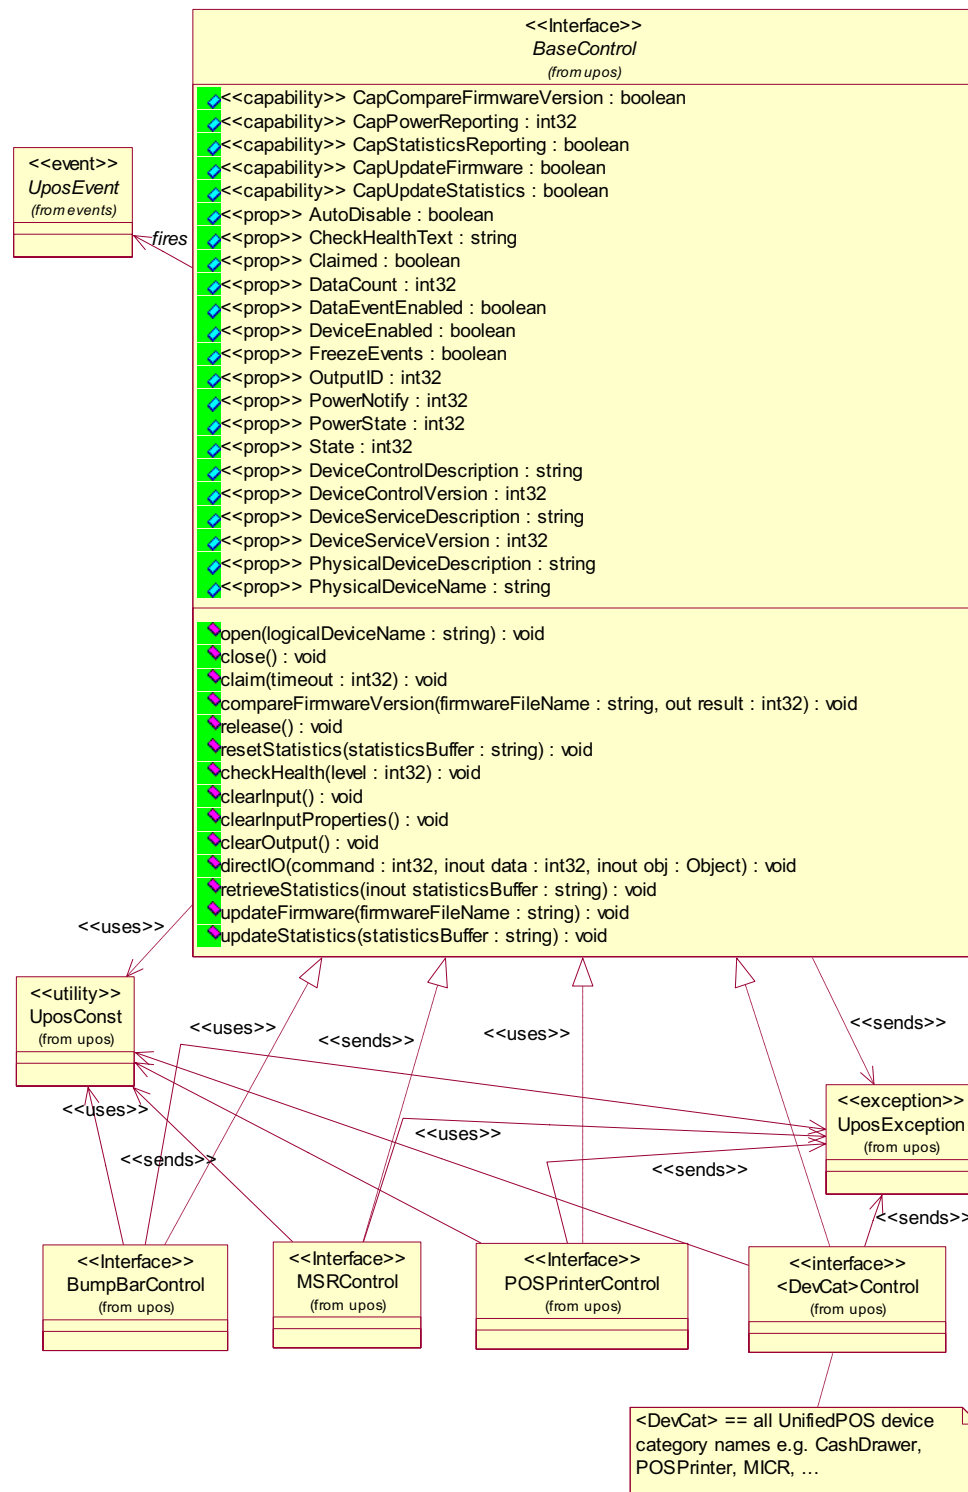 <<Interface>>
BaseControl
(from upos)
<<capability>> CapCompareFirmwareVersion : boolean
<<capability>> CapPowerReporting : int32
<<capability>> CapStatisticsReporting : boolean
<<capability>> CapUpdateFirmware : boolean
<<capability>> CapUpdateStatistics : boolean
<<prop>> AutoDisable : boolean
<<prop>> CheckHealthText : string
<<prop>> Claimed : boolean
<<prop>> DataCount : int32
<<prop>> DataEventEnabled : boolean
<<prop>> DeviceEnabled : boolean
<<prop>> FreezeEvents : boolean
<<prop>> OutputID : int32
<<prop>> PowerNotify : int32
<<prop>> PowerState : int32
<<prop>> State : int32
<<prop>> DeviceControlDescription : string
<<prop>> DeviceControlVersion : int32
<<prop>> DeviceServiceDescription : string
<<prop>> DeviceServiceVersion : int32
<<prop>> PhysicalDeviceDescription : string
<<prop>> PhysicalDeviceName : string
open(logicalDeviceName : string) : void
close() : void
claim(timeout : int32) : void
compareFirmwareVersion(firmwareFileName : string, out result : int32) : void
release() : void
resetStatistics(statisticsBuffer : string) : void
checkHealth(level : int32) : void
clearInput() : void
clearInputProperties() : void
clearOutput() : void
directIO(command : int32, inout data : int32, inout obj : Object) : void
retrieveStatistics(inout statisticsBuffer : string) : void
updateFirmware(firmwareFileName : string) : void
updateStatistics(statisticsBuffer : string) : void
<<event>>
UposEvent
(from events)
fires
<<uses>>
<<utility>>
UposConst
(from upos)
<<uses>>
<<sends>>
<<uses>>
<<sends>>
<<exception>>
UposException
(from upos)
<<uses>>
<<uses>>
<<sends>>
<<sends>>
<<sends>>
<<Interface>>
BumpBarControl
(from upos)
<<Interface>>
MSRControl
(from upos)
<<Interface>>
POSPrinterControl
(from upos)
<<interface>>
<DevCat>Control
(from upos)
<DevCat> == all UnifiedPOS device
category names e.g. CashDrawer,
POSPrinter, MICR, ...